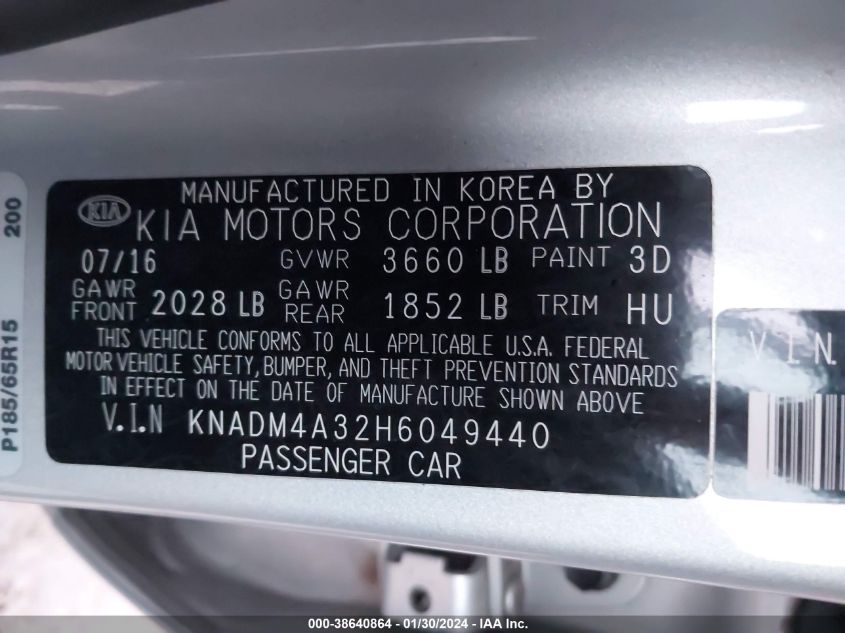 MANUFACTURED IN KOREA BY
KIA KIA MOTORS CORPORATION
07/16 GVWR 3660 LB PAINT 3D
GAWR FRONT 2028 LB GAWR REAR 1852 LB TRIM HU
THIS VEHICLE CONFORMS TO ALL APPLICABLE U.S.A. FEDERAL
MOTOR VEHICLE SAFETY, BUMPER, AND THEFT PREVENTION STANDARDS
IN EFFECT ON THE DATE OF MANUFACTURE SHOWN ABOVE
V.I.N KNADM4A32H6049440
PASSENGER CAR
P185/65R15 200
V.I.N.
000-38640864 - 01/30/2024 - IAA Inc.